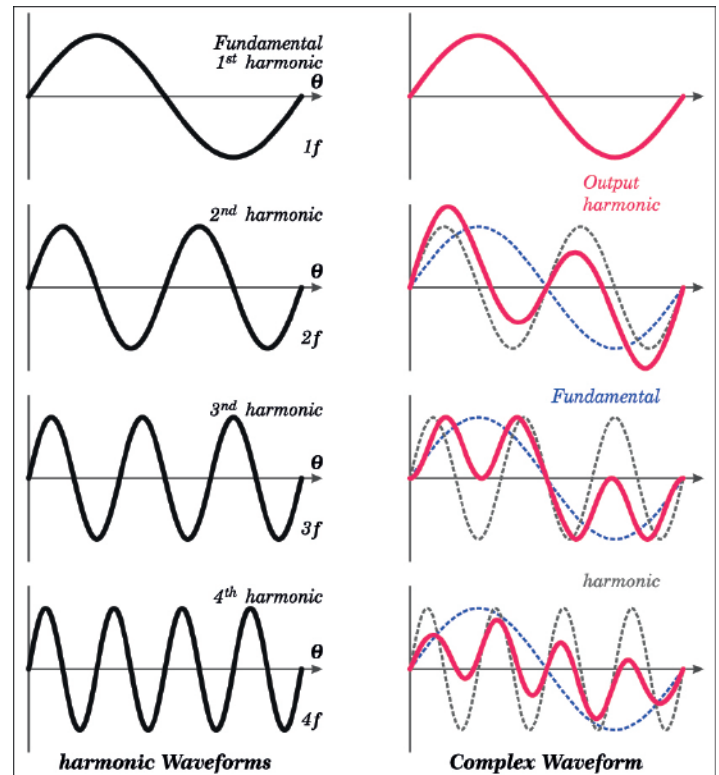 Fundamental
1st harmonic
θ
1f
2nd harmonic
θ
2f
3nd harmonic
θ
3f
4th harmonic
θ
4f
harmonic Waveforms
Output
harmonic
Fundamental
harmonic
Complex Waveform